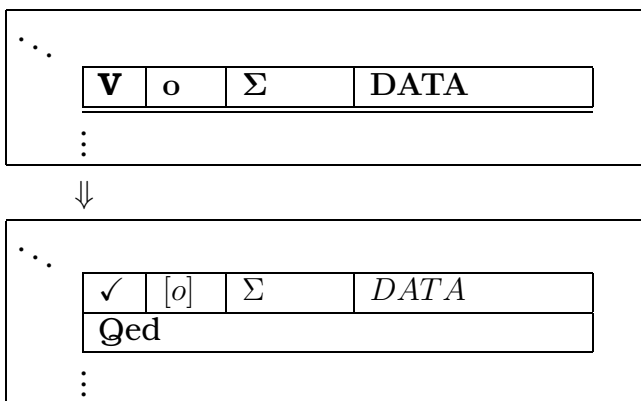 ⋱
V o Σ DATA
⋮
⇓
⋱
✓ [o] Σ DATA
Qed
⋮